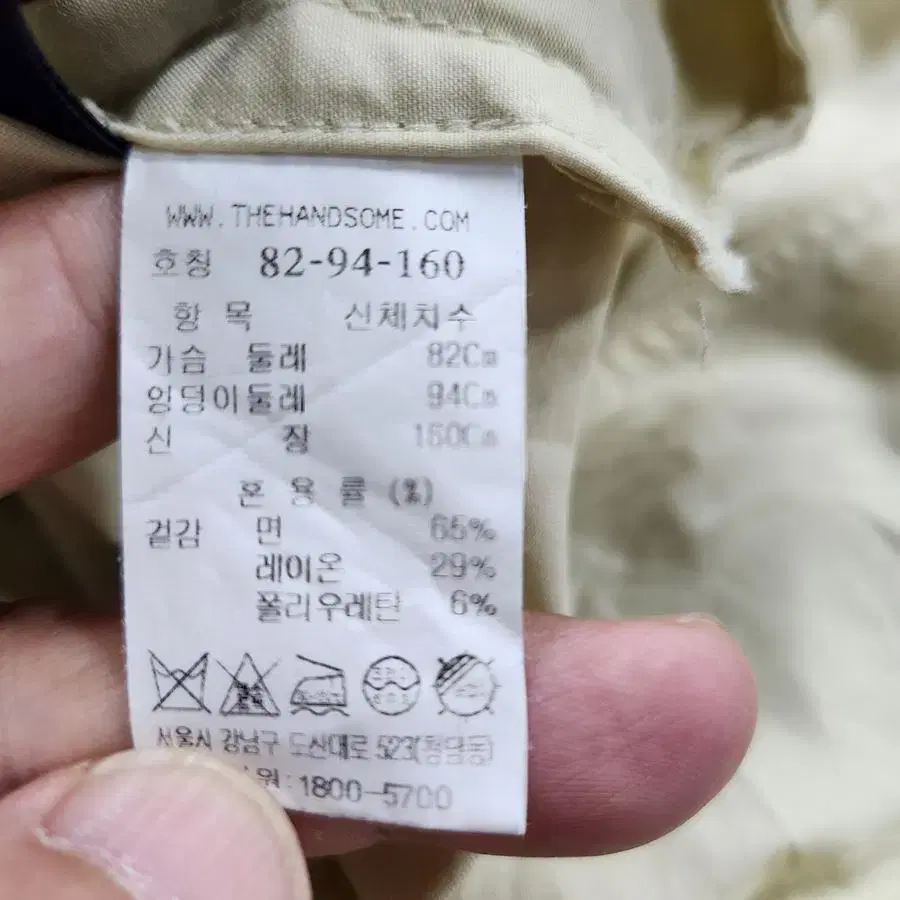 WWW.THEHANDSOME.COM
호칭 82-94-160
항 목 신체치수
가슴 둘레 82Cm
엉덩이둘레 94Cm
신 장 160Cm
혼 용 률 (%)
겉감 면 65%
레이온 29%
폴리우레탄 6%
서울시 강남구 도산대로 523(청담동)
원:1800-5700